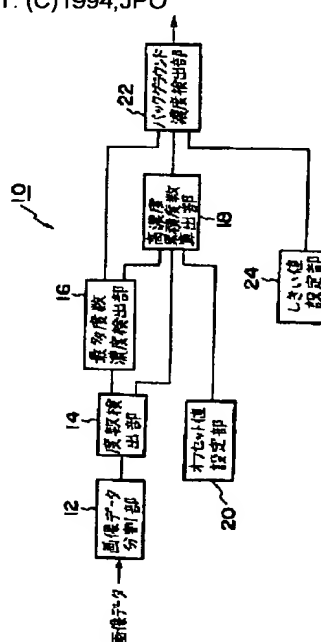 T: (C)1994,JPO
10
画像データ
12
画像データ
分割部
14
度数検
出部
16
最多度数
濃度検出部
高濃度
累積度数
算出部
18
オフセット値
設定部
20
22
バックグラウンド
濃度検出部
24
しきい値
設定部